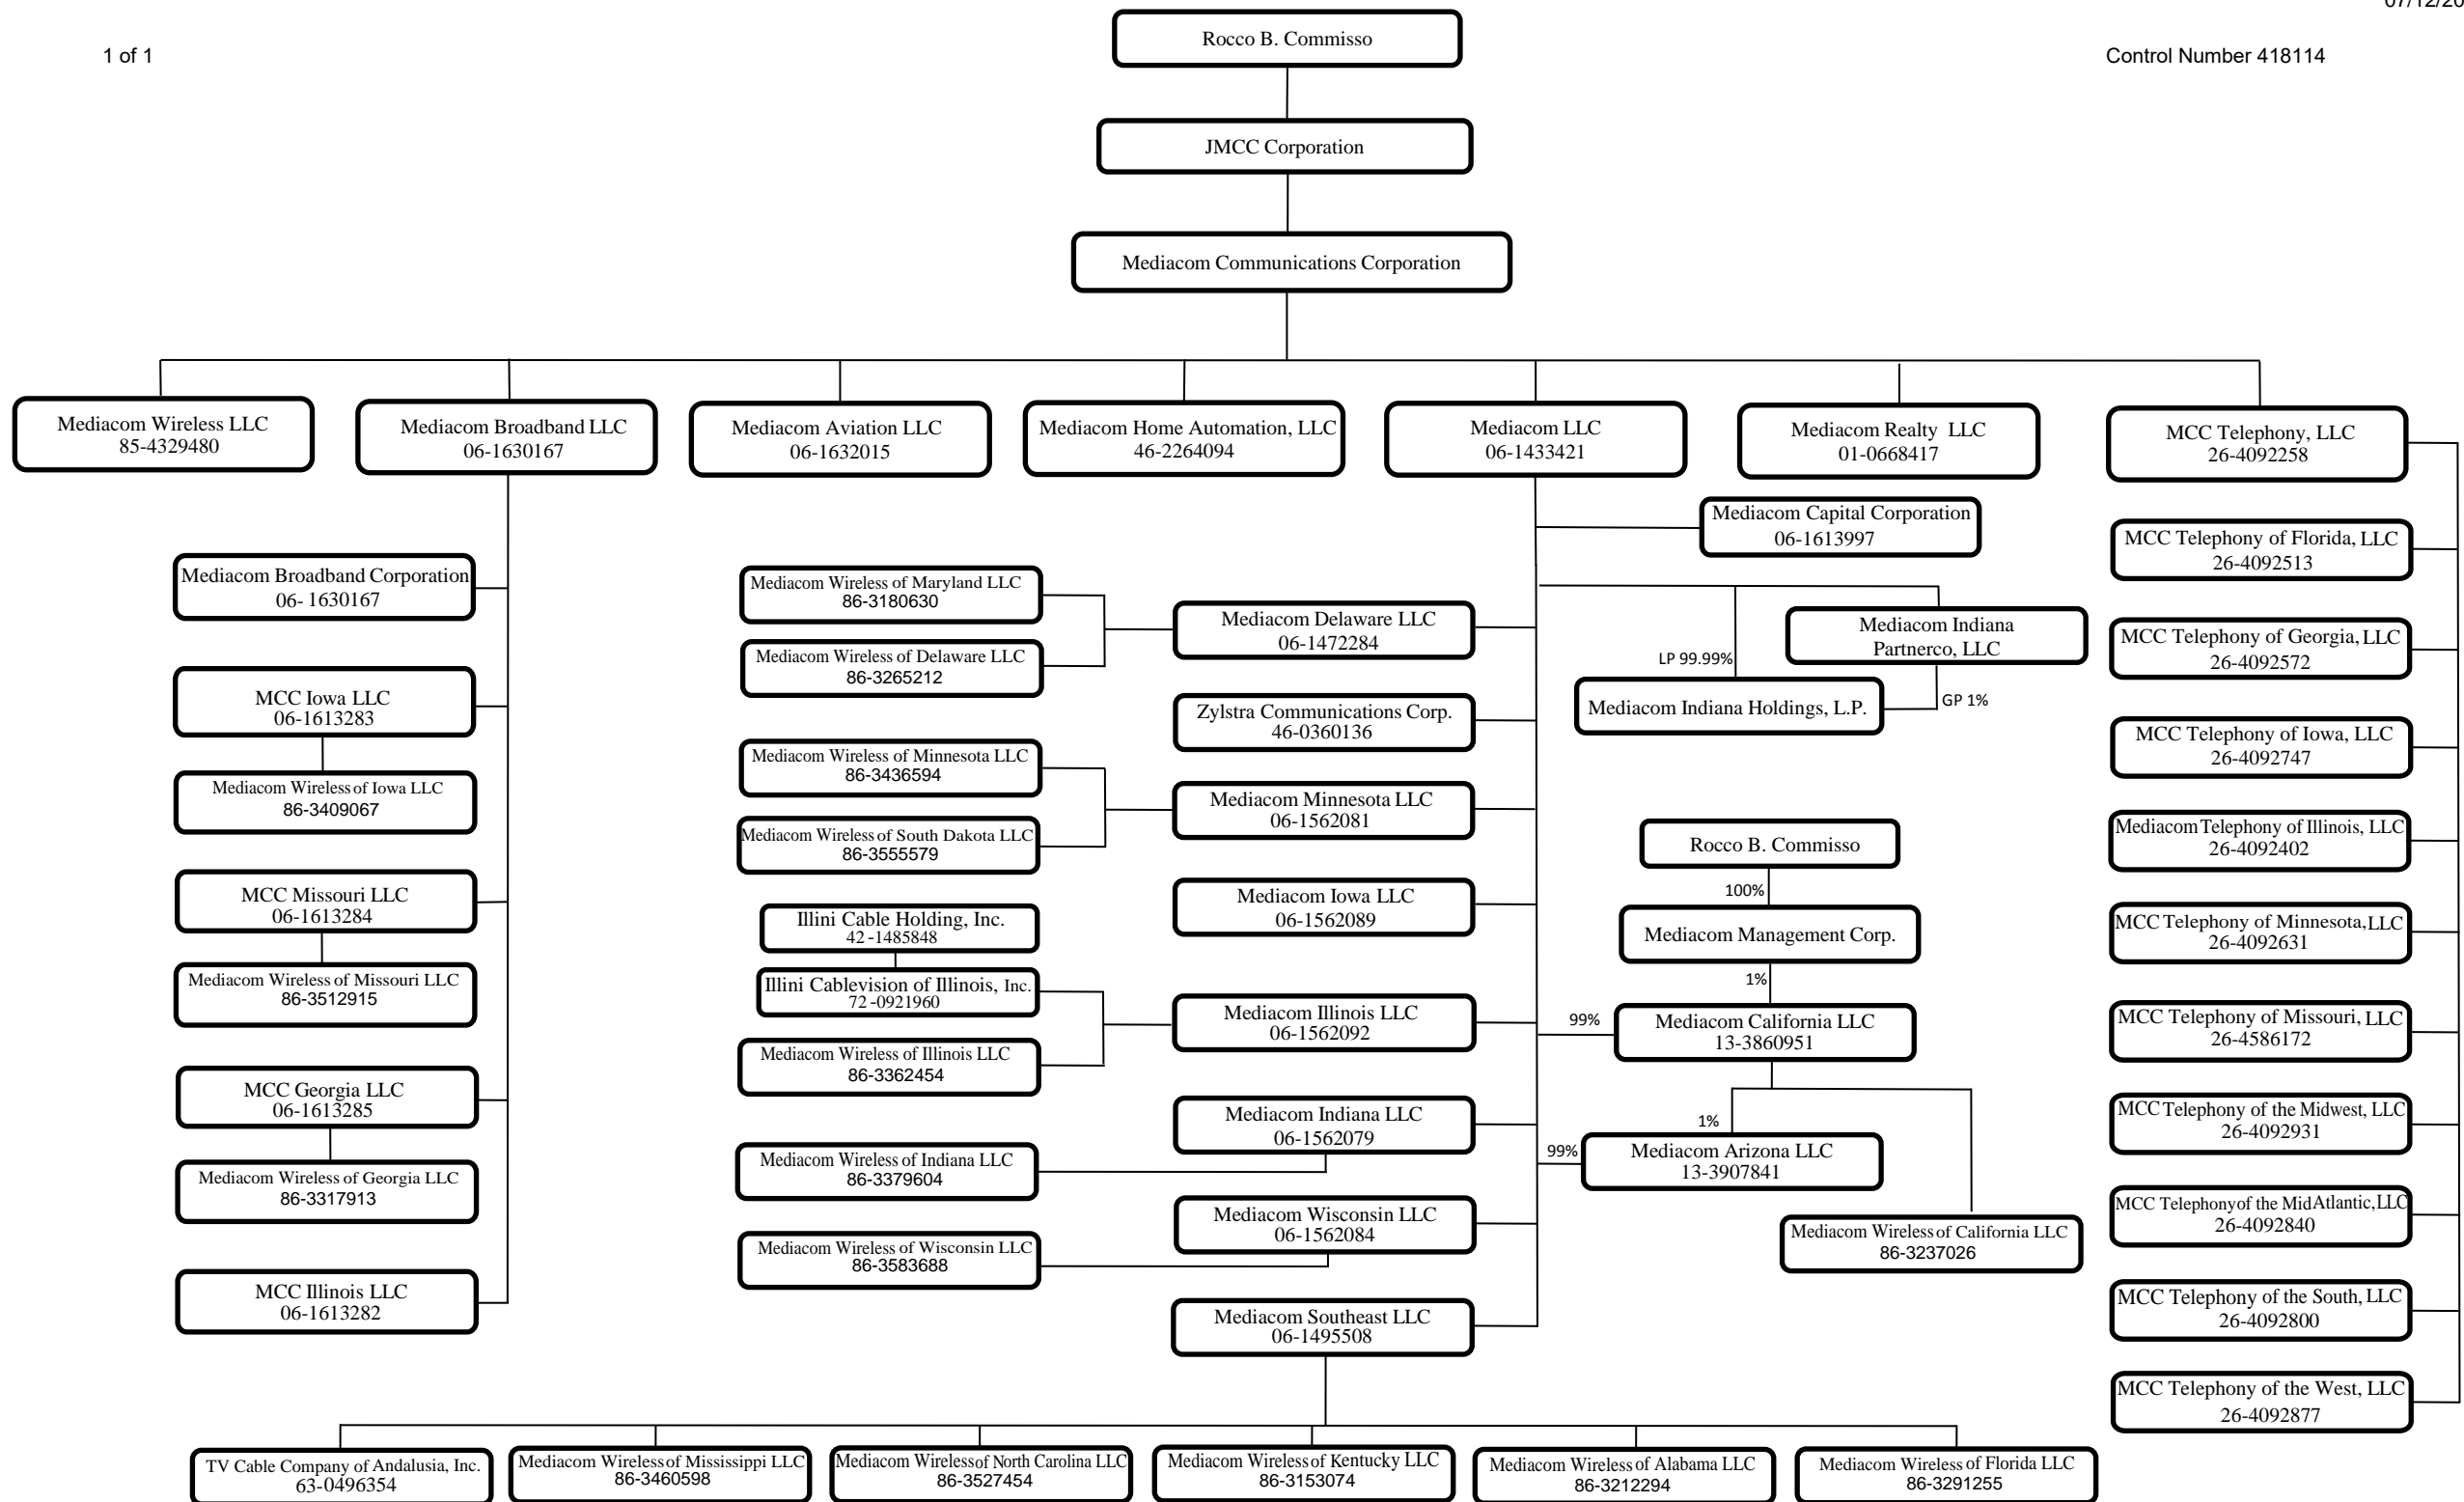 07/12/20
1 of 1
Control Number 418114
Rocco B. Commisso
JMCC Corporation
Mediacom Communications Corporation
Mediacom Wireless LLC
85-4329480
Mediacom Broadband LLC
06-1630167
Mediacom Aviation LLC
06-1632015
Mediacom Home Automation, LLC
46-2264094
Mediacom LLC
06-1433421
Mediacom Realty LLC
01-0668417
MCC Telephony, LLC
26-4092258
Mediacom Broadband Corporation
06- 1630167
MCC Iowa LLC
06-1613283
Mediacom Wireless of Iowa LLC
86-3409067
MCC Missouri LLC
06-1613284
Mediacom Wireless of Missouri LLC
86-3512915
MCC Georgia LLC
06-1613285
Mediacom Wireless of Georgia LLC
86-3317913
MCC Illinois LLC
06-1613282
Mediacom Wireless of Maryland LLC
86-3180630
Mediacom Wireless of Delaware LLC
86-3265212
Mediacom Wireless of Minnesota LLC
86-3436594
Mediacom Wireless of South Dakota LLC
86-3555579
Illini Cable Holding, Inc.
42 -1485848
Illini Cablevision of Illinois, Inc.
72 -0921960
Mediacom Wireless of Illinois LLC
86-3362454
Mediacom Wireless of Indiana LLC
86-3379604
Mediacom Wireless of Wisconsin LLC
86-3583688
Mediacom Delaware LLC
06-1472284
Zylstra Communications Corp.
46-0360136
Mediacom Minnesota LLC
06-1562081
Mediacom Iowa LLC
06-1562089
Mediacom Illinois LLC
06-1562092
Mediacom Indiana LLC
06-1562079
Mediacom Wisconsin LLC
06-1562084
Mediacom Southeast LLC
06-1495508
Mediacom Capital Corporation
06-1613997
Mediacom Indiana
Partnerco, LLC
LP 99.99%
Mediacom Indiana Holdings, L.P.
GP 1%
Rocco B. Commisso
100%
Mediacom Management Corp.
1%
99%
Mediacom California LLC
13-3860951
1%
99%
Mediacom Arizona LLC
13-3907841
Mediacom Wireless of California LLC
86-3237026
MCC Telephony of Florida, LLC
26-4092513
MCC Telephony of Georgia, LLC
26-4092572
MCC Telephony of Iowa, LLC
26-4092747
Mediacom Telephony of Illinois, LLC
26-4092402
MCC Telephony of Minnesota, LLC
26-4092631
MCC Telephony of Missouri, LLC
26-4586172
MCC Telephony of the Midwest, LLC
26-4092931
MCC Telephony of the MidAtlantic, LLC
26-4092840
MCC Telephony of the South, LLC
26-4092800
MCC Telephony of the West, LLC
26-4092877
TV Cable Company of Andalusia, Inc.
63-0496354
Mediacom Wireless of Mississippi LLC
86-3460598
Mediacom Wireless of North Carolina LLC
86-3527454
Mediacom Wireless of Kentucky LLC
86-3153074
Mediacom Wireless of Alabama LLC
86-3212294
Mediacom Wireless of Florida LLC
86-3291255